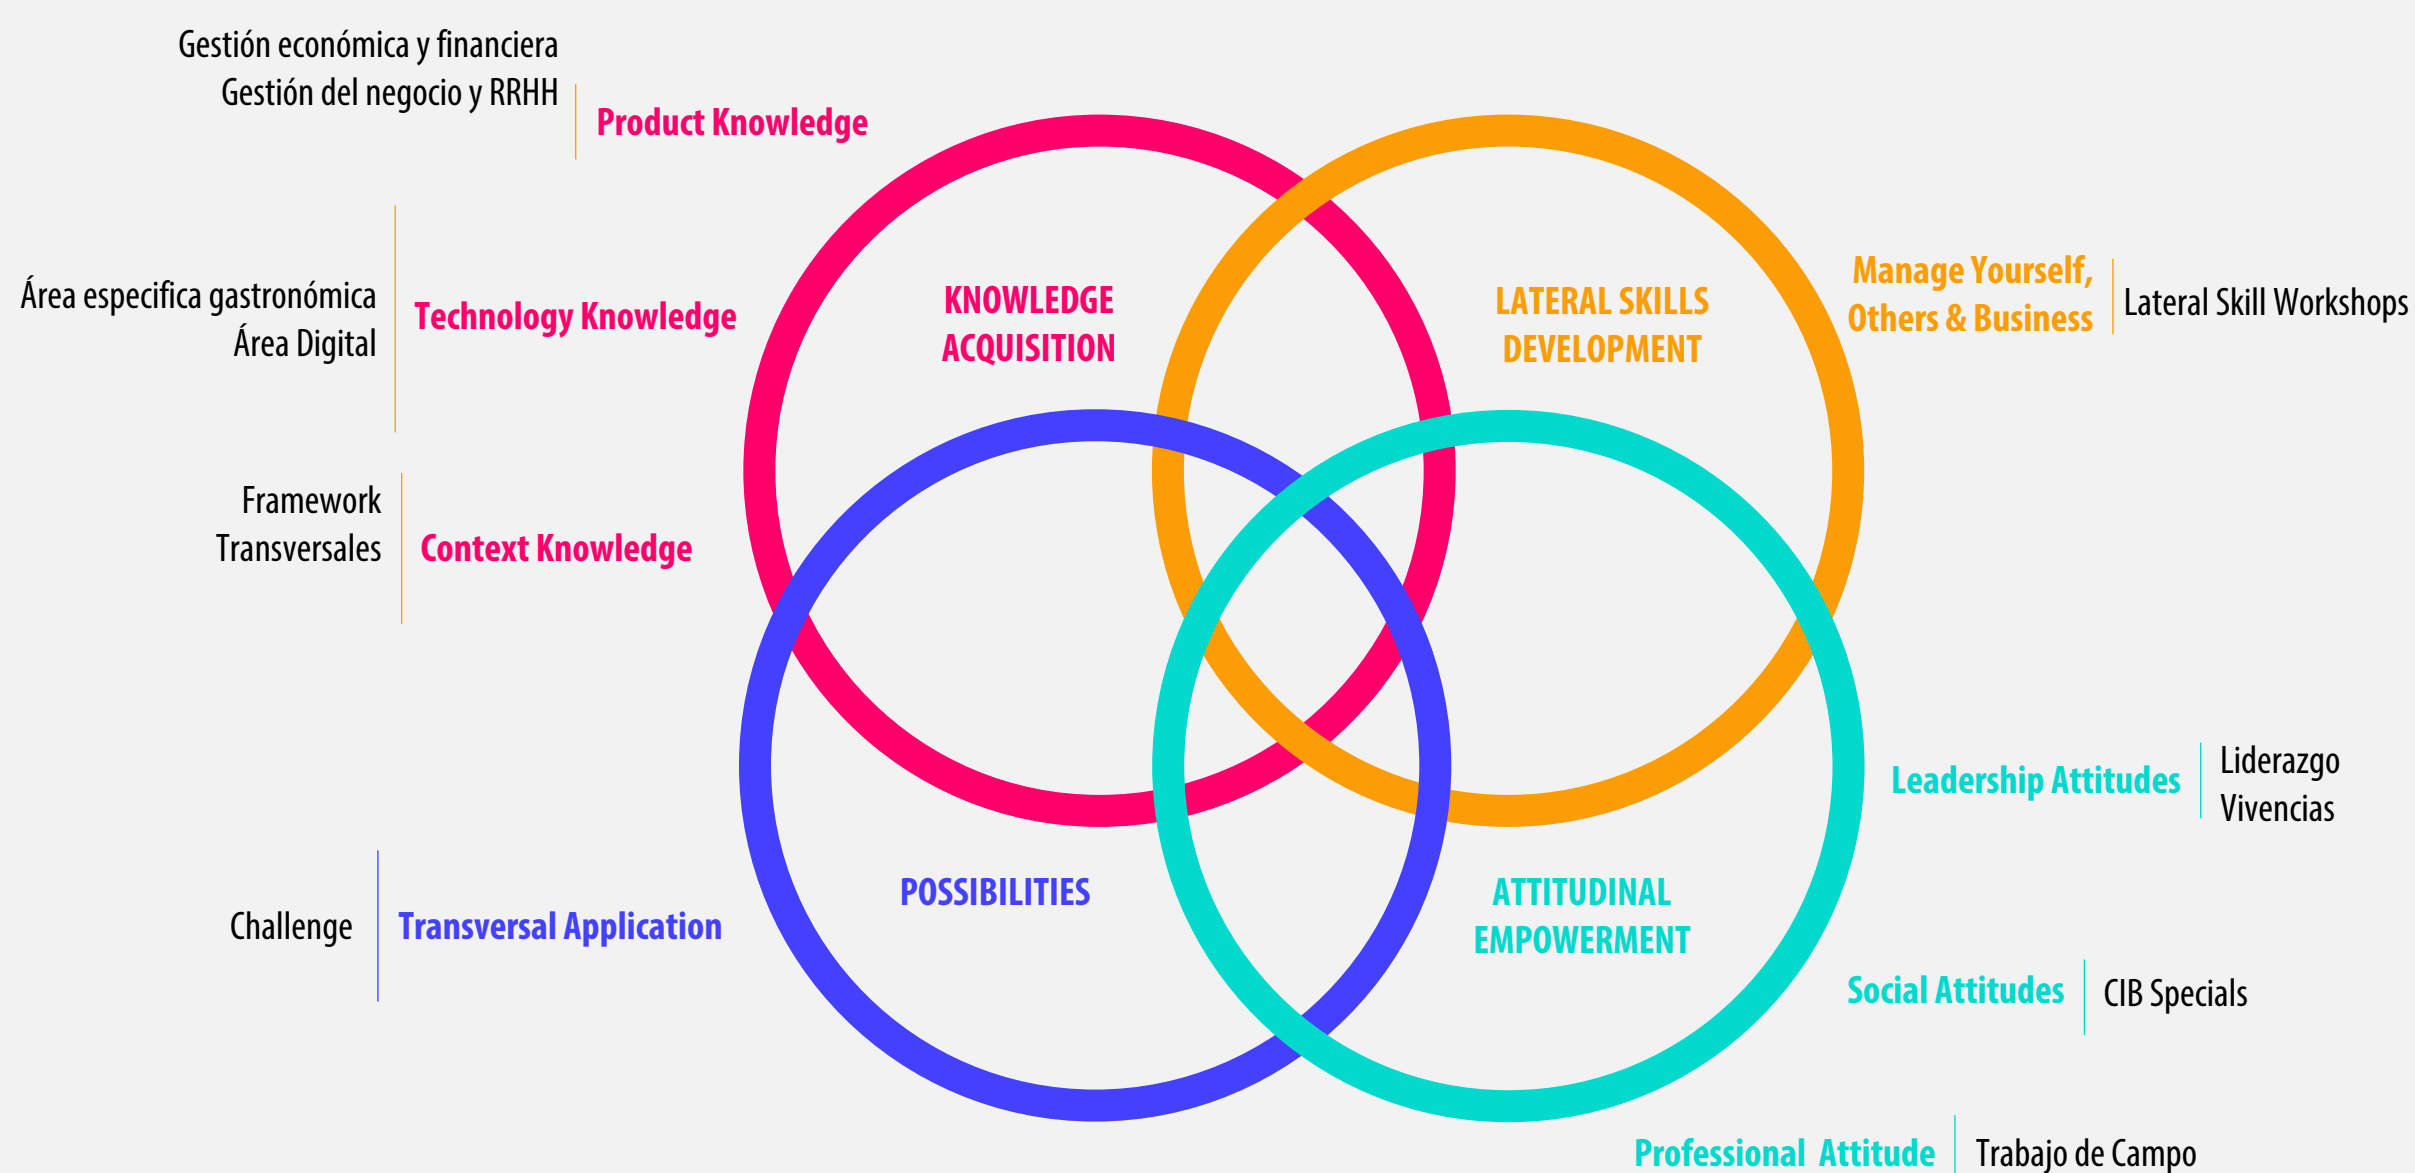 Gestión económica y financiera
Gestión del negocio y RRHH
Product Knowledge
Área especifica gastronómica
Área Digital
Technology Knowledge
Framework
Transversales
Context Knowledge
Challenge
Transversal Application
KNOWLEDGE
ACQUISITION
LATERAL SKILLS
DEVELOPMENT
POSSIBILITIES
ATTITUDINAL
EMPOWERMENT
Manage Yourself,
Others & Business
Lateral Skill Workshops
Leadership Attitudes
Liderazgo
Vivencias
Social Attitudes
CIB Specials
Professional Attitude
Trabajo de Campo